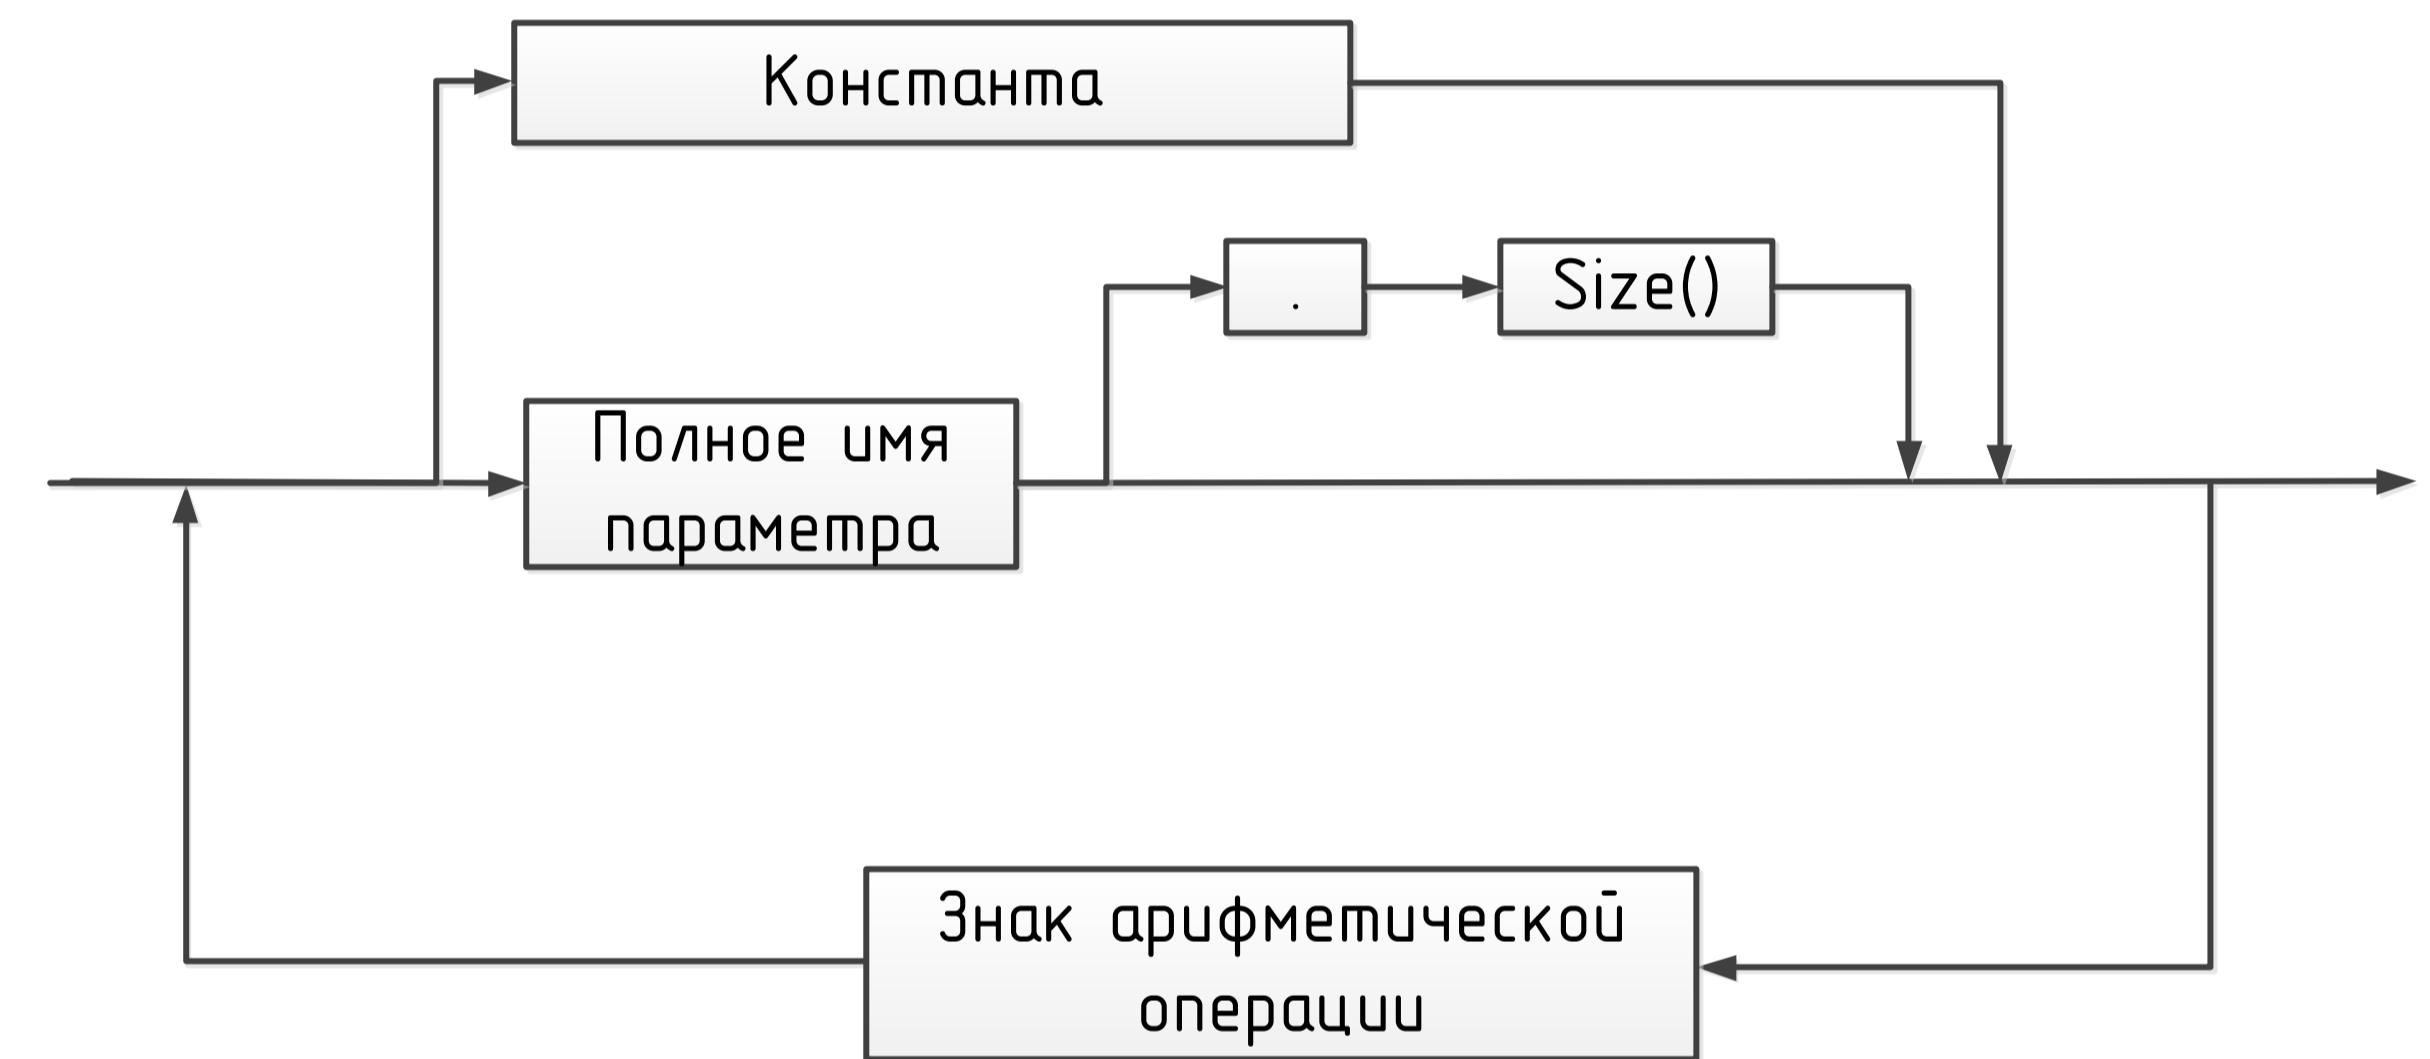 Константа
.
Size()
Полное имя
параметра
Знак арифметической
операции